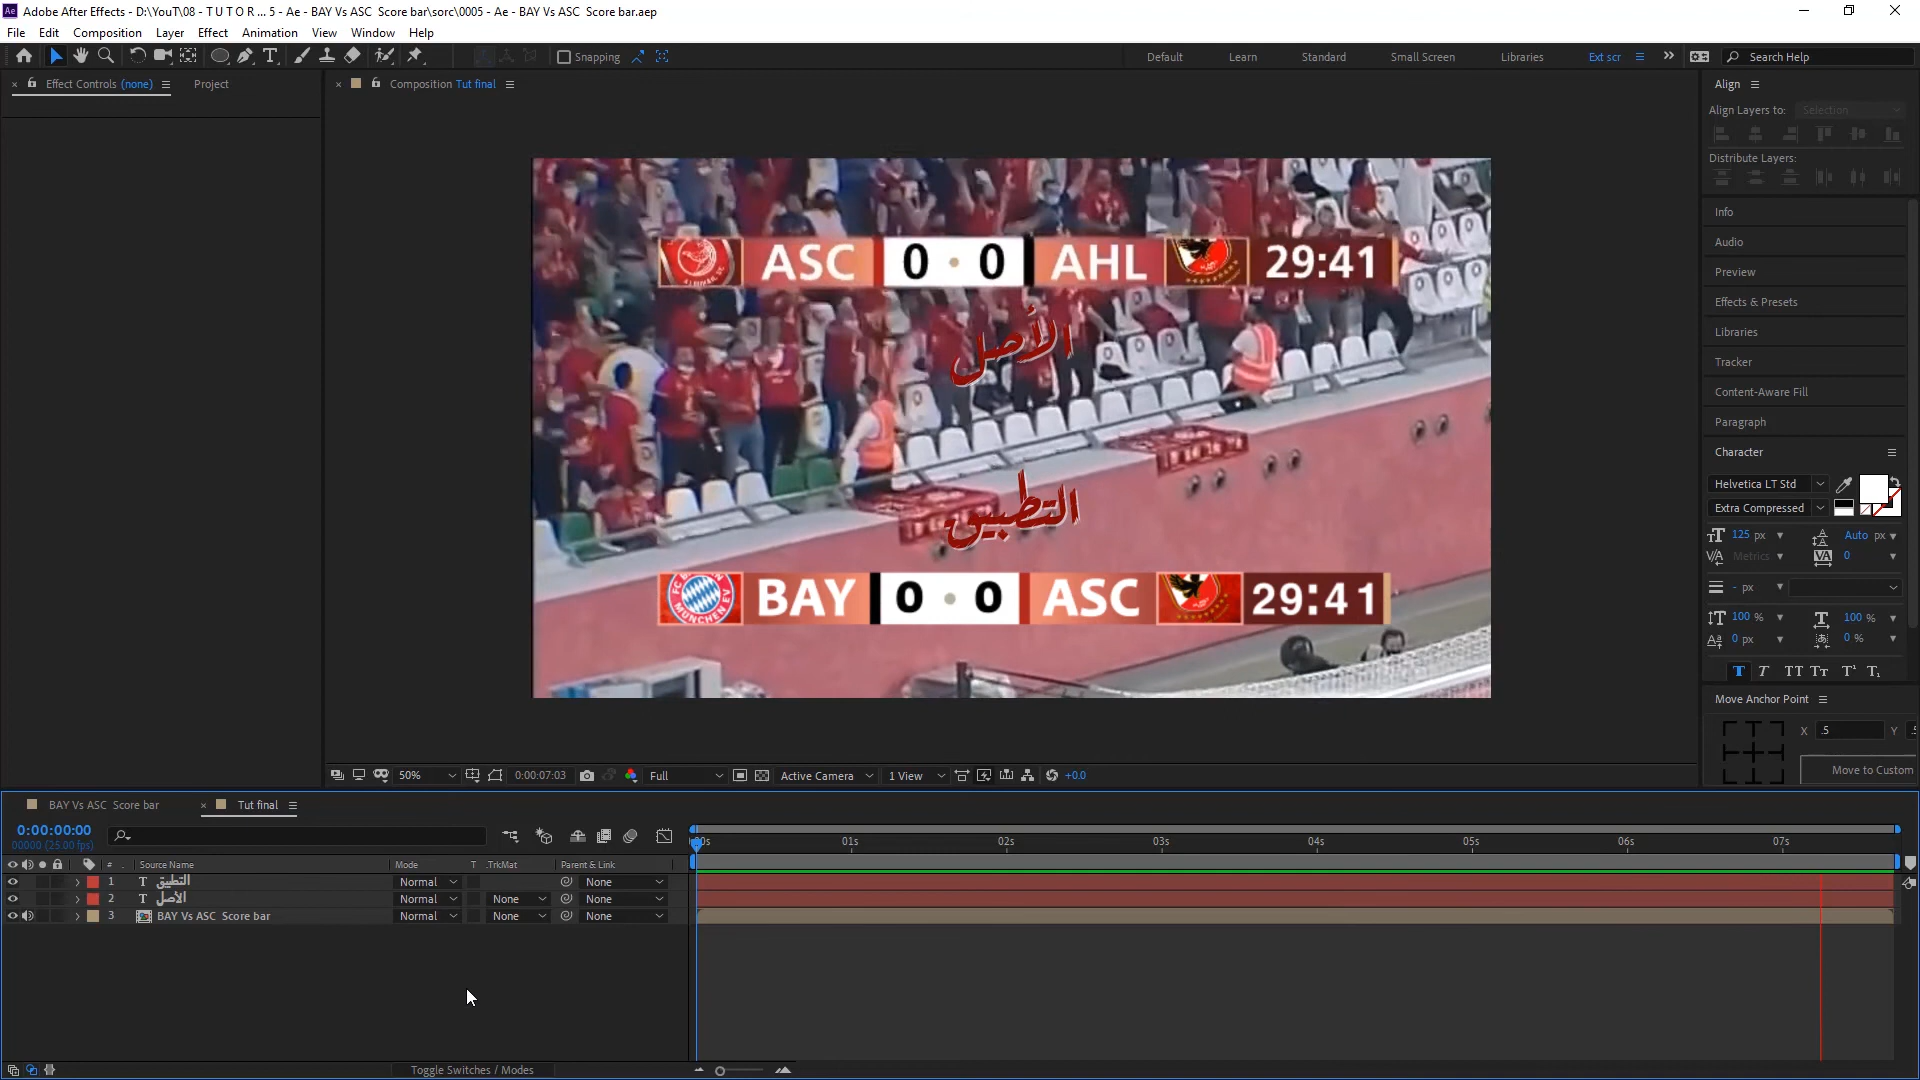 Adobe After Effects - D:\YouT\08 - T U T O R ... 5 - Ae - BAY Vs ASC  Score bar\sorc\0005 - Ae - BAY Vs ASC  Score bar.aep
File Edit Composition Layer Effect Animation View Window Help
Snapping Default Learn Standard Small Screen Libraries Ext scr Search Help
Effect Controls (none) Project
Composition Tut final
Align
Align Layers to: Selection
Distribute Layers:
Info
Audio
Preview
Effects & Presets
Libraries
Tracker
Content-Aware Fill
Paragraph
Character
Helvetica LT Std
Extra Compressed
125 px Auto px
Metrics 0
- px
100 % 100 %
0 px 0 %
Move Anchor Point
X .5 Y
Move to Custom
ASC 0 0 AHL 29:41
الأصل
التطبيق
BAY 0 0 ASC 29:41
50% 0:00:07:03 Full Active Camera 1 View +0.0
BAY Vs ASC  Score bar Tut final
0:00:00:00
00000 (25.00 fps)
01s 02s 03s 04s 05s 06s 07s
# Source Name Mode T .TrkMat Parent & Link
1 T التطبيق Normal None
2 T الأصل Normal None None
3 BAY Vs ASC  Score bar Normal None None
Toggle Switches / Modes